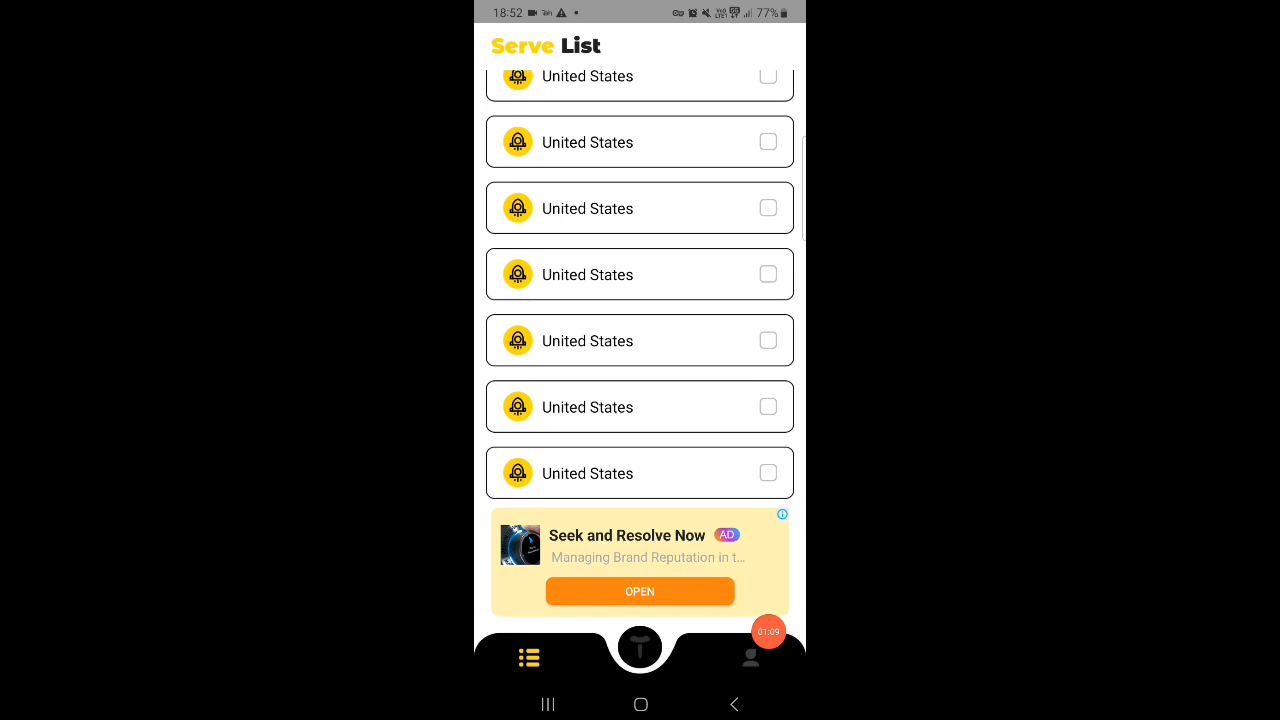 18:52 77%
Serve List
United States
United States
United States
United States
United States
United States
United States
Seek and Resolve Now AD
Managing Brand Reputation in t...
OPEN
01:09